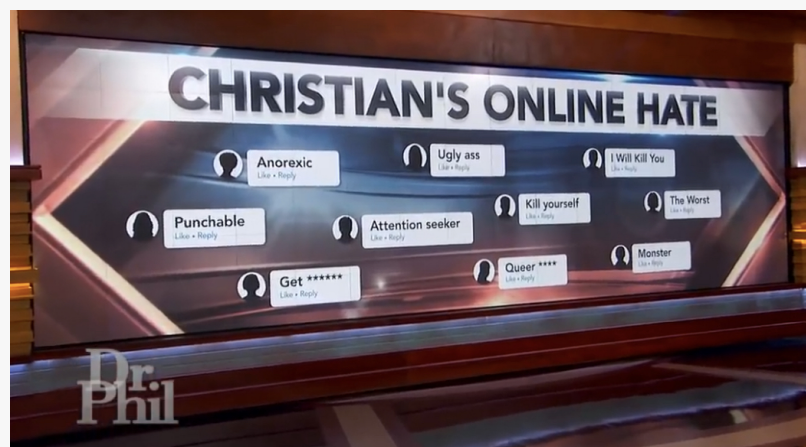 CHRISTIAN'S ONLINE HATE
Anorexic
Like • Reply
Ugly ass
Like • Reply
I Will Kill You
Like • Reply
Punchable
Like • Reply
Attention seeker
Like • Reply
Kill yourself
Like • Reply
The Worst
Like • Reply
Get ******
Like • Reply
Queer ****
Like • Reply
Monster
Like • Reply
Dr.
Phil